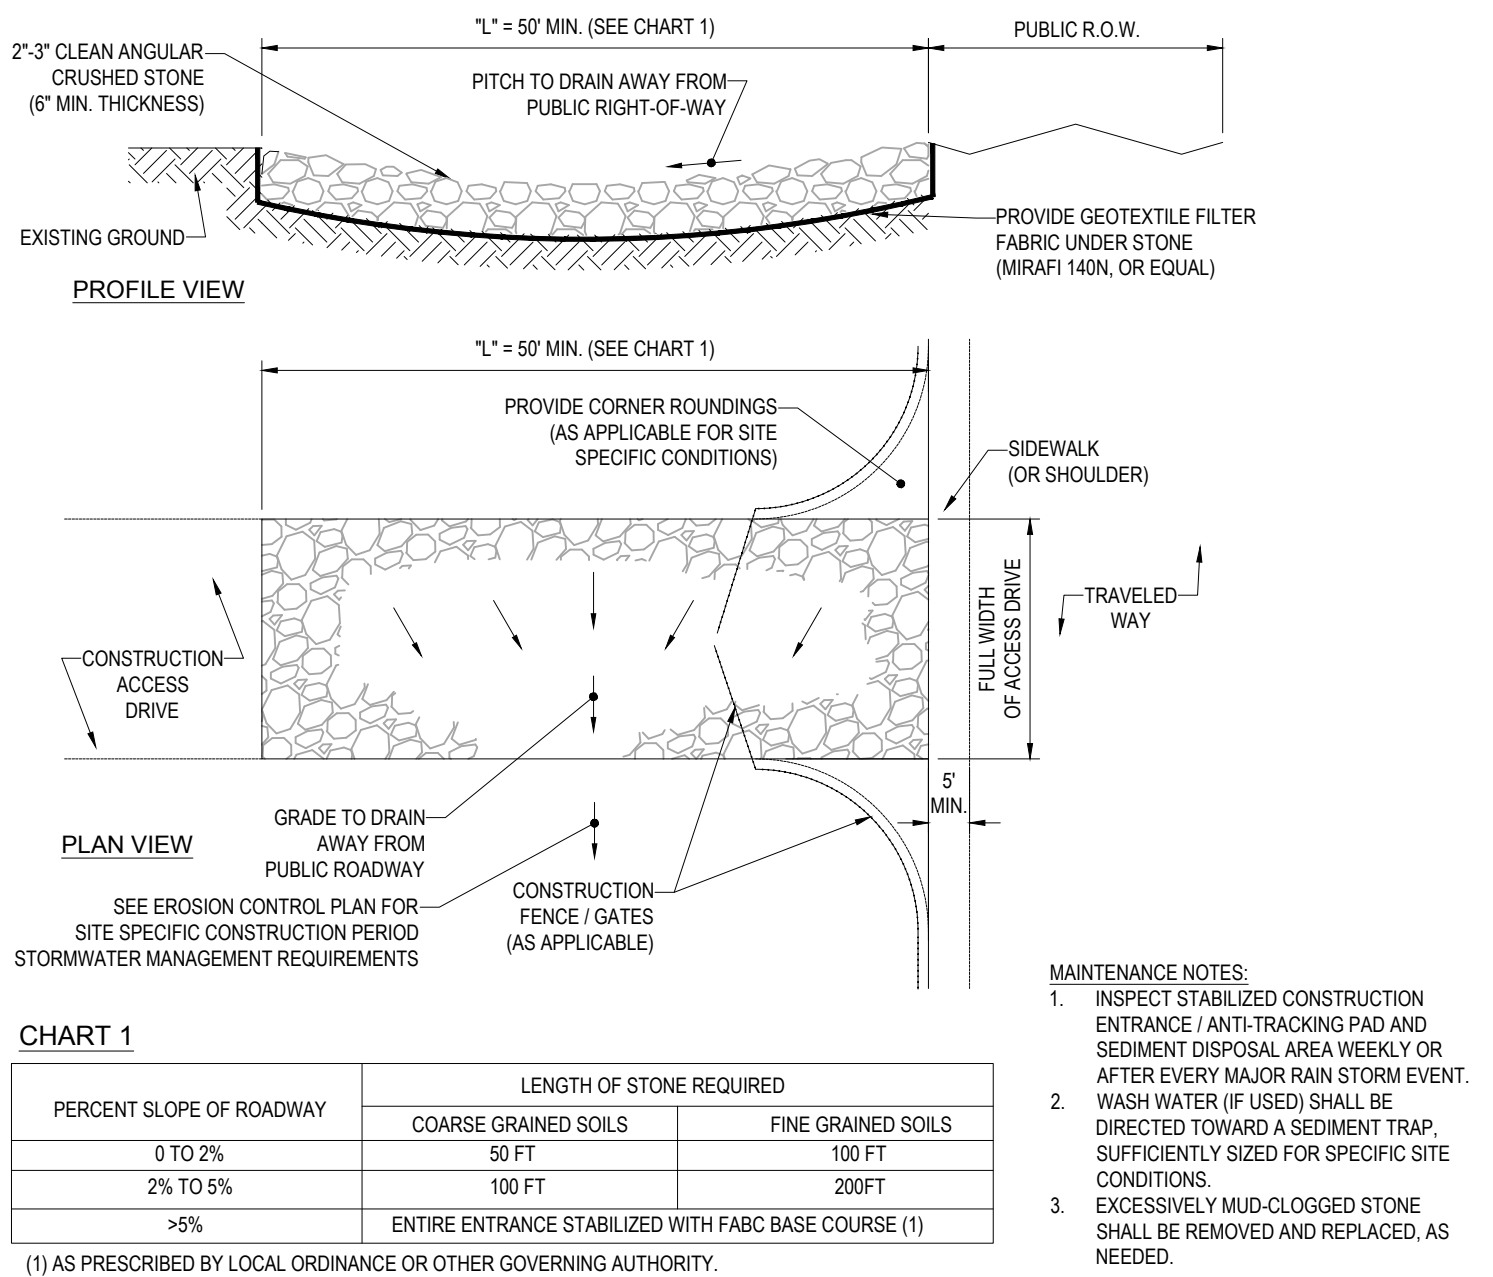 "L" = 50' MIN. (SEE CHART 1)
PUBLIC R.O.W.
2"-3" CLEAN ANGULAR
CRUSHED STONE
(6" MIN. THICKNESS)
PITCH TO DRAIN AWAY FROM
PUBLIC RIGHT-OF-WAY
EXISTING GROUND
PROVIDE GEOTEXTILE FILTER
FABRIC UNDER STONE
(MIRAFI 140N, OR EQUAL)
PROFILE VIEW
"L" = 50' MIN. (SEE CHART 1)
PROVIDE CORNER ROUNDINGS
(AS APPLICABLE FOR SITE
SPECIFIC CONDITIONS)
SIDEWALK
(OR SHOULDER)
CONSTRUCTION
ACCESS
DRIVE
FULL WIDTH
OF ACCESS DRIVE
TRAVELED
WAY
5'
MIN.
GRADE TO DRAIN
AWAY FROM
PUBLIC ROADWAY
PLAN VIEW
SEE EROSION CONTROL PLAN FOR
SITE SPECIFIC CONSTRUCTION PERIOD
STORMWATER MANAGEMENT REQUIREMENTS
CONSTRUCTION
FENCE / GATES
(AS APPLICABLE)
CHART 1
PERCENT SLOPE OF ROADWAY
LENGTH OF STONE REQUIRED
COARSE GRAINED SOILS FINE GRAINED SOILS
0 TO 2% 50 FT 100 FT
2% TO 5% 100 FT 200FT
>5% ENTIRE ENTRANCE STABILIZED WITH FABC BASE COURSE (1)
(1) AS PRESCRIBED BY LOCAL ORDINANCE OR OTHER GOVERNING AUTHORITY.
MAINTENANCE NOTES:
1. INSPECT STABILIZED CONSTRUCTION
ENTRANCE / ANTI-TRACKING PAD AND
SEDIMENT DISPOSAL AREA WEEKLY OR
AFTER EVERY MAJOR RAIN STORM EVENT.
2. WASH WATER (IF USED) SHALL BE
DIRECTED TOWARD A SEDIMENT TRAP,
SUFFICIENTLY SIZED FOR SPECIFIC SITE
CONDITIONS.
3. EXCESSIVELY MUD-CLOGGED STONE
SHALL BE REMOVED AND REPLACED, AS
NEEDED.